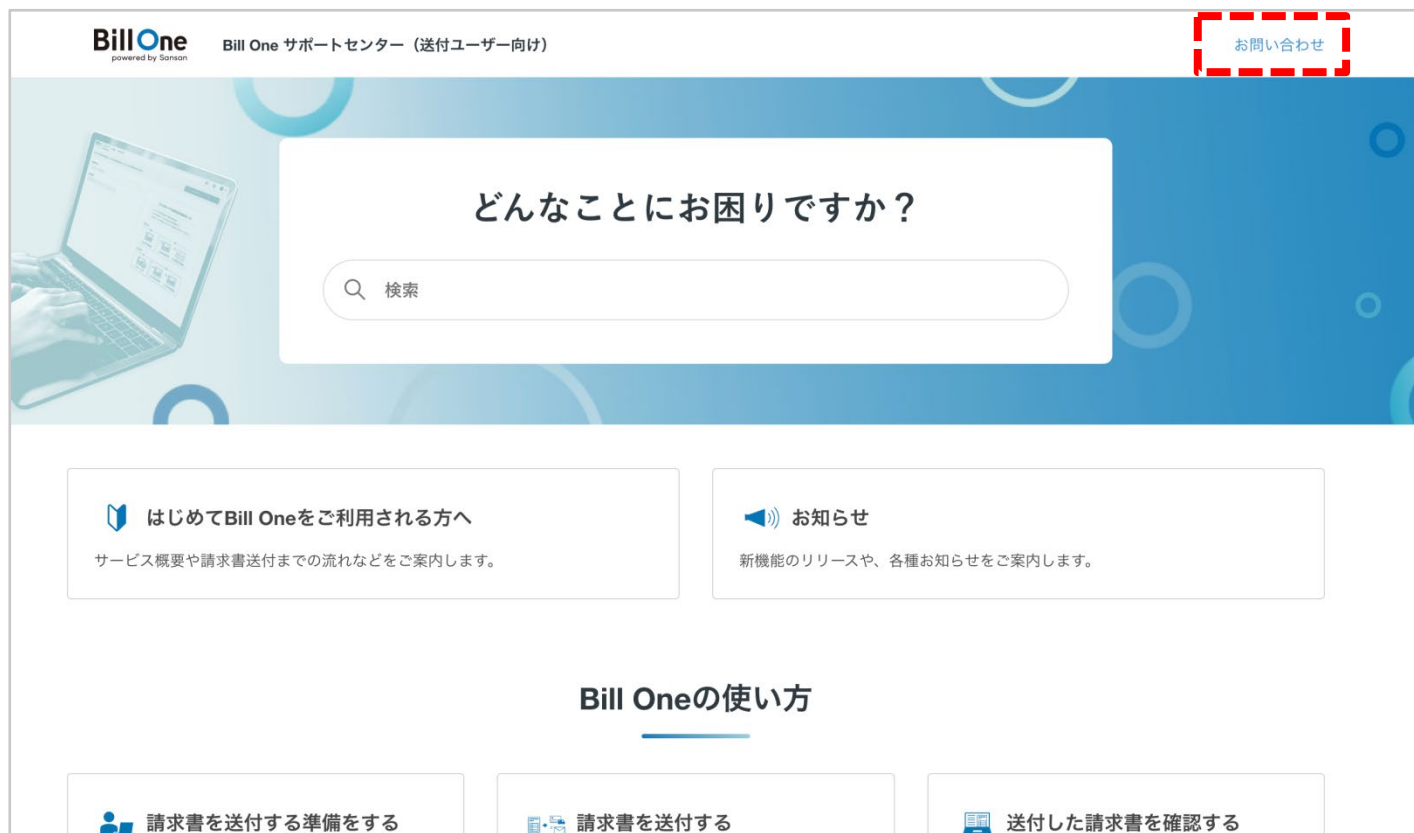 Bill One
powered by Sansan
Bill One サポートセンター（送付ユーザー向け）
お問い合わせ
どんなことにお困りですか？
検索
はじめてBill Oneをご利用される方へ
サービス概要や請求書送付までの流れなどをご案内します。
お知らせ
新機能のリリースや、各種お知らせをご案内します。
Bill Oneの使い方
請求書を送付する準備をする
請求書を送付する
送付した請求書を確認する